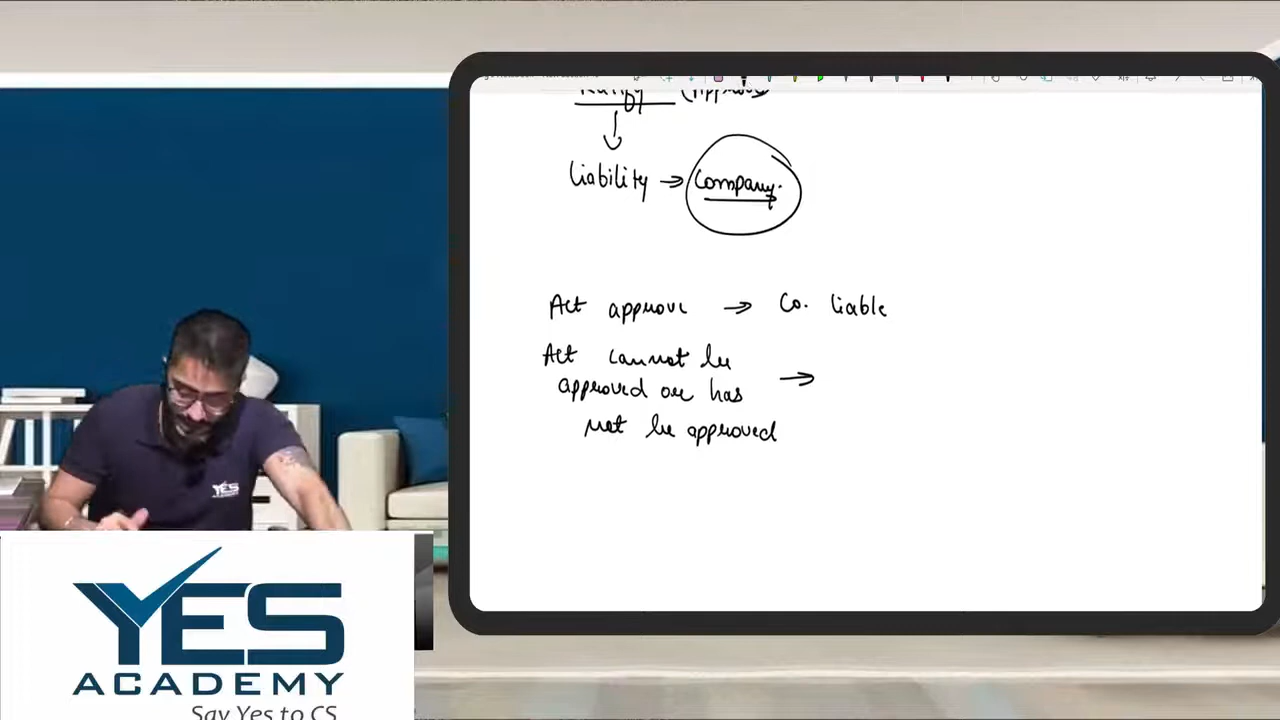 Liability → Company.
Act approve → Co. liable
Act cannot be
approved or has →
not be approved
YES
YES
ACADEMY
Say Yes to CS